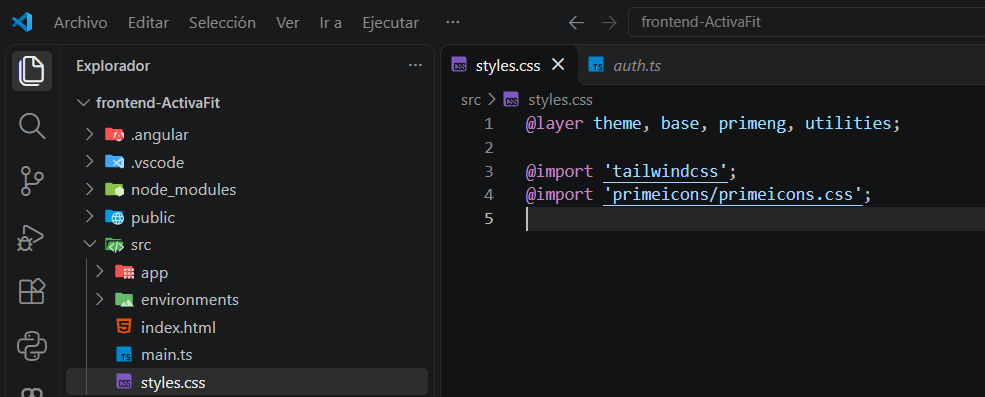 Archivo Editar Selección Ver Ir a Ejecutar ··· frontend-ActivaFit
Explorador ···
frontend-ActivaFit
.angular
.vscode
node_modules
public
src
app
environments
index.html
main.ts
styles.css
styles.css auth.ts
src > styles.css
1 @layer theme, base, primeng, utilities;
2
3 @import 'tailwindcss';
4 @import 'primeicons/primeicons.css';
5